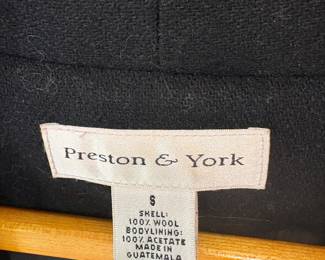 Preston & York
S
SHELL:
100% WOOL
BODYLINING:
100% ACETATE
MADE IN
GUATEMALA